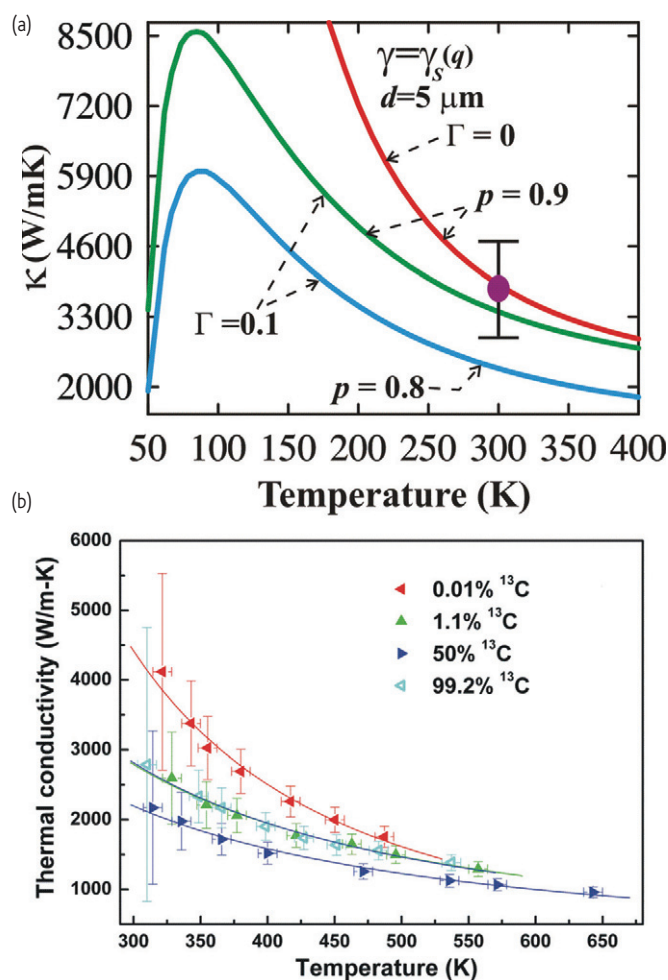 (a)
8500
7200
5900
4600
3300
2000
κ (W/mK)
γ=γₛ(q)
d=5 μm
Γ = 0
p = 0.9
Γ =0.1
p = 0.8
50 100 150 200 250 300 350 400
Temperature (K)
(b)
6000
5000
4000
3000
2000
1000
Thermal conductivity (W/m-K)
0.01% ¹³C
1.1% ¹³C
50% ¹³C
99.2% ¹³C
300 350 400 450 500 550 600 650
Temperature (K)